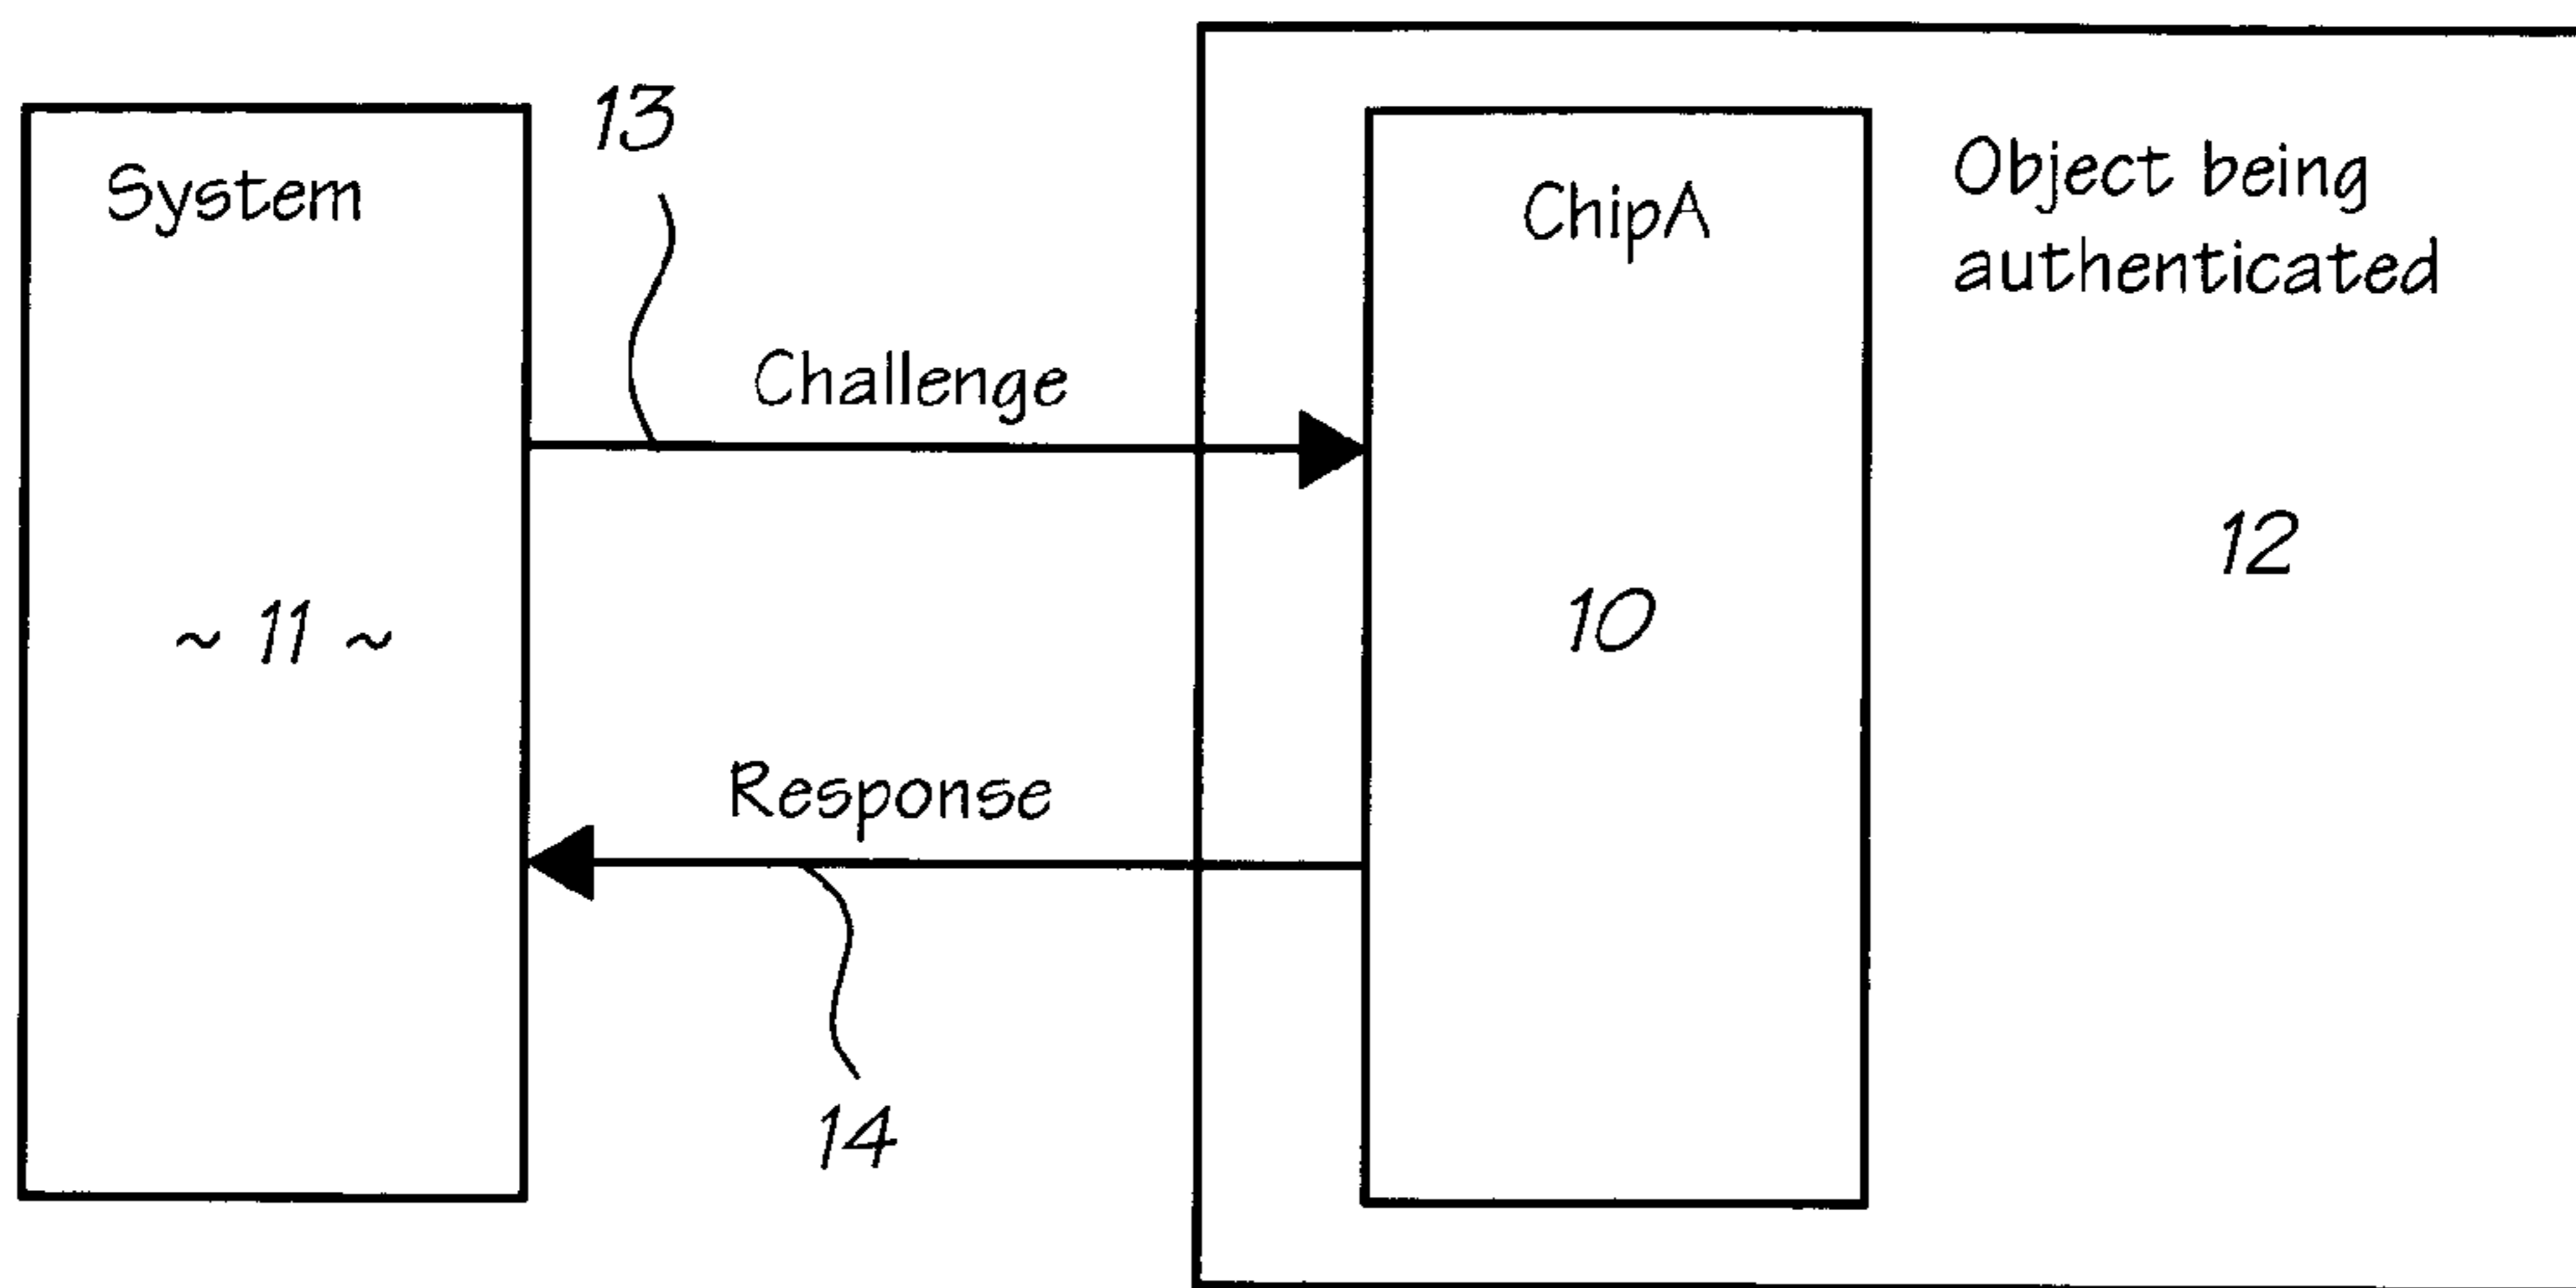 System
~ 11 ~
13
Challenge
Response
14
ChipA
10
Object being
authenticated
12